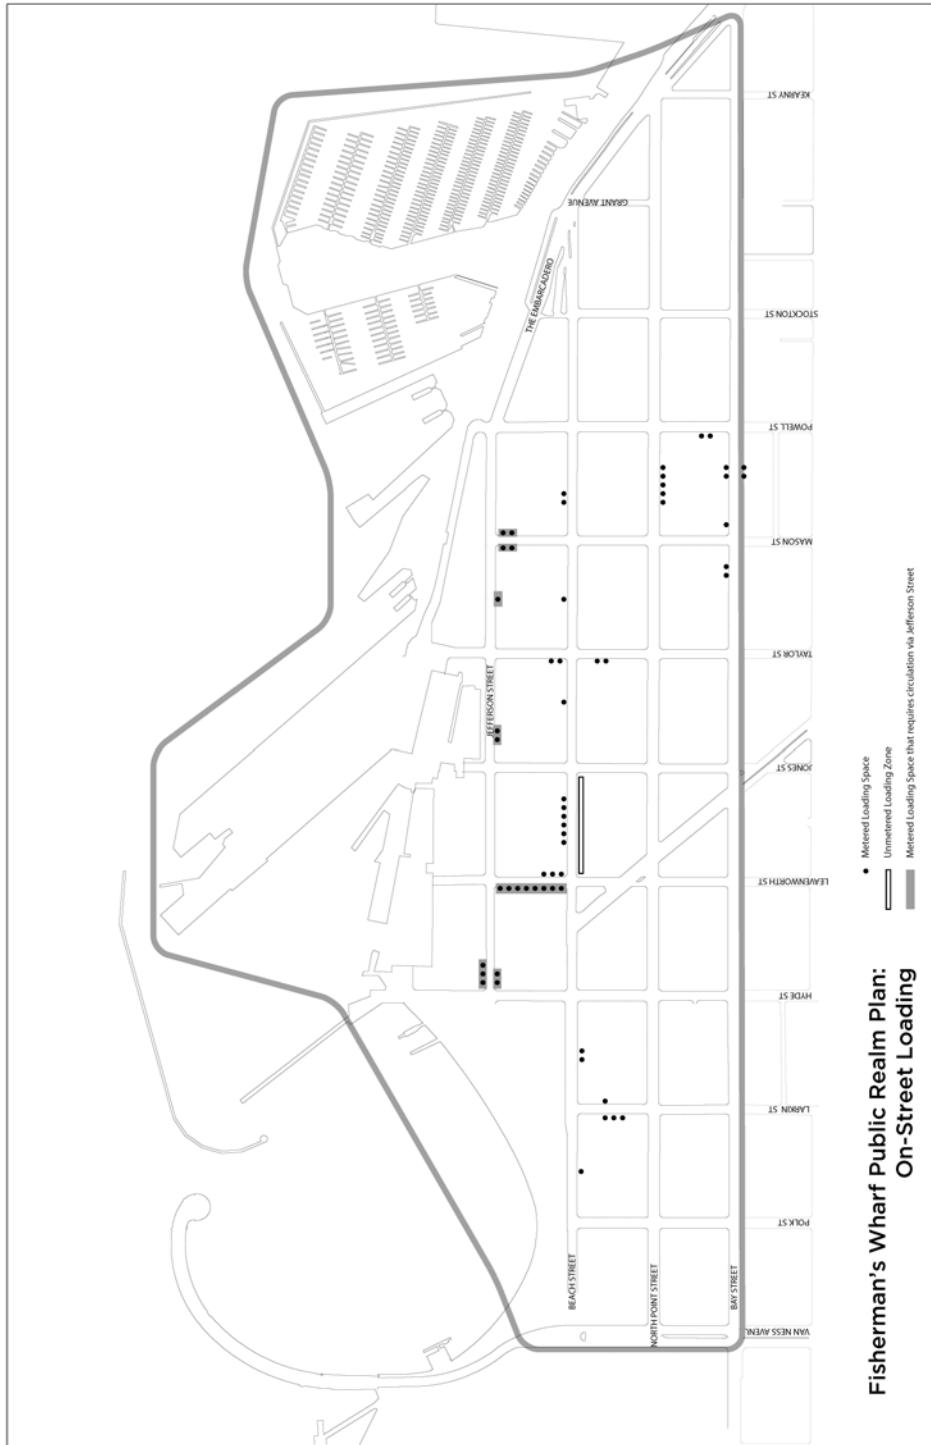 KEARNY ST
GRANT AVENUE
THE EMBARCADERO
STOCKTON ST
POWELL ST
MASON ST
TAYLOR ST
JEFFERSON STREET
JONES ST
LEAVENWORTH ST
HYDE ST
LARKIN ST
POLK ST
BEACH STREET
NORTH POINT STREET
BAY STREET
VAN NESS AVENU
Fisherman's Wharf Public Realm Plan:
On-Street Loading
Metered Loading Space
Unmetered Loading Zone
Metered Loading Space that requires circulation via Jefferson Street